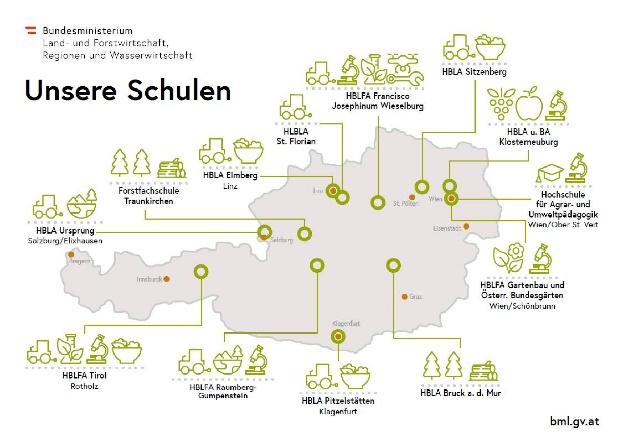 Bundesministerium
Land- und Forstwirtschaft,
Regionen und Wasserwirtschaft
Unsere Schulen
HBLA Sitzenberg
HBLFA Francisco
Josephinum Wieselburg
HLBLA
St. Florian
HBLA u. BA
Klosterneuburg
HBLA Elmberg
Linz
Forstfachschule
Traunkirchen
Hochschule
für Agrar- und
Umweltpädagogik
Wien/Ober St. Veit
HBLA Ursprung
Salzburg/Elixhausen
Linz
St. Pölten
Wien
Eisenstadt
Salzburg
Bregenz
Innsbruck
Graz
Klagenfurt
HBLFA Gartenbau und
Österr. Bundesgärten
Wien/Schönbrunn
HBLFA Tirol
Rotholz
HBLFA Raumberg-
Gumpenstein
HBLA Pitzelstätten
Klagenfurt
HBLA Bruck a. d. Mur
bml.gv.at